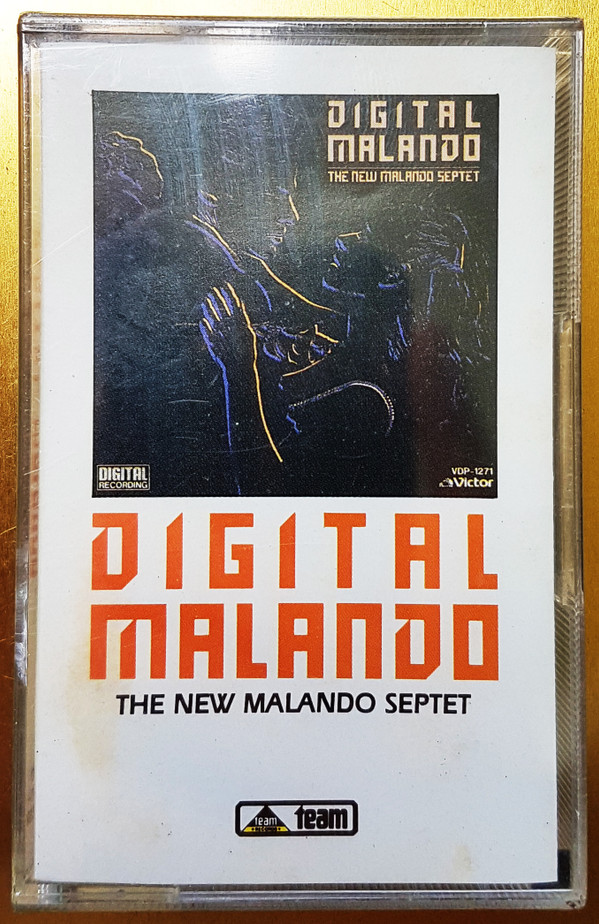 DIGITAL
MALANDO
THE NEW MALANDO SEPTET
DIGITAL
RECORDING
VDP-1271
Victor
DIGITAL
MALANDO
THE NEW MALANDO SEPTET
team
team